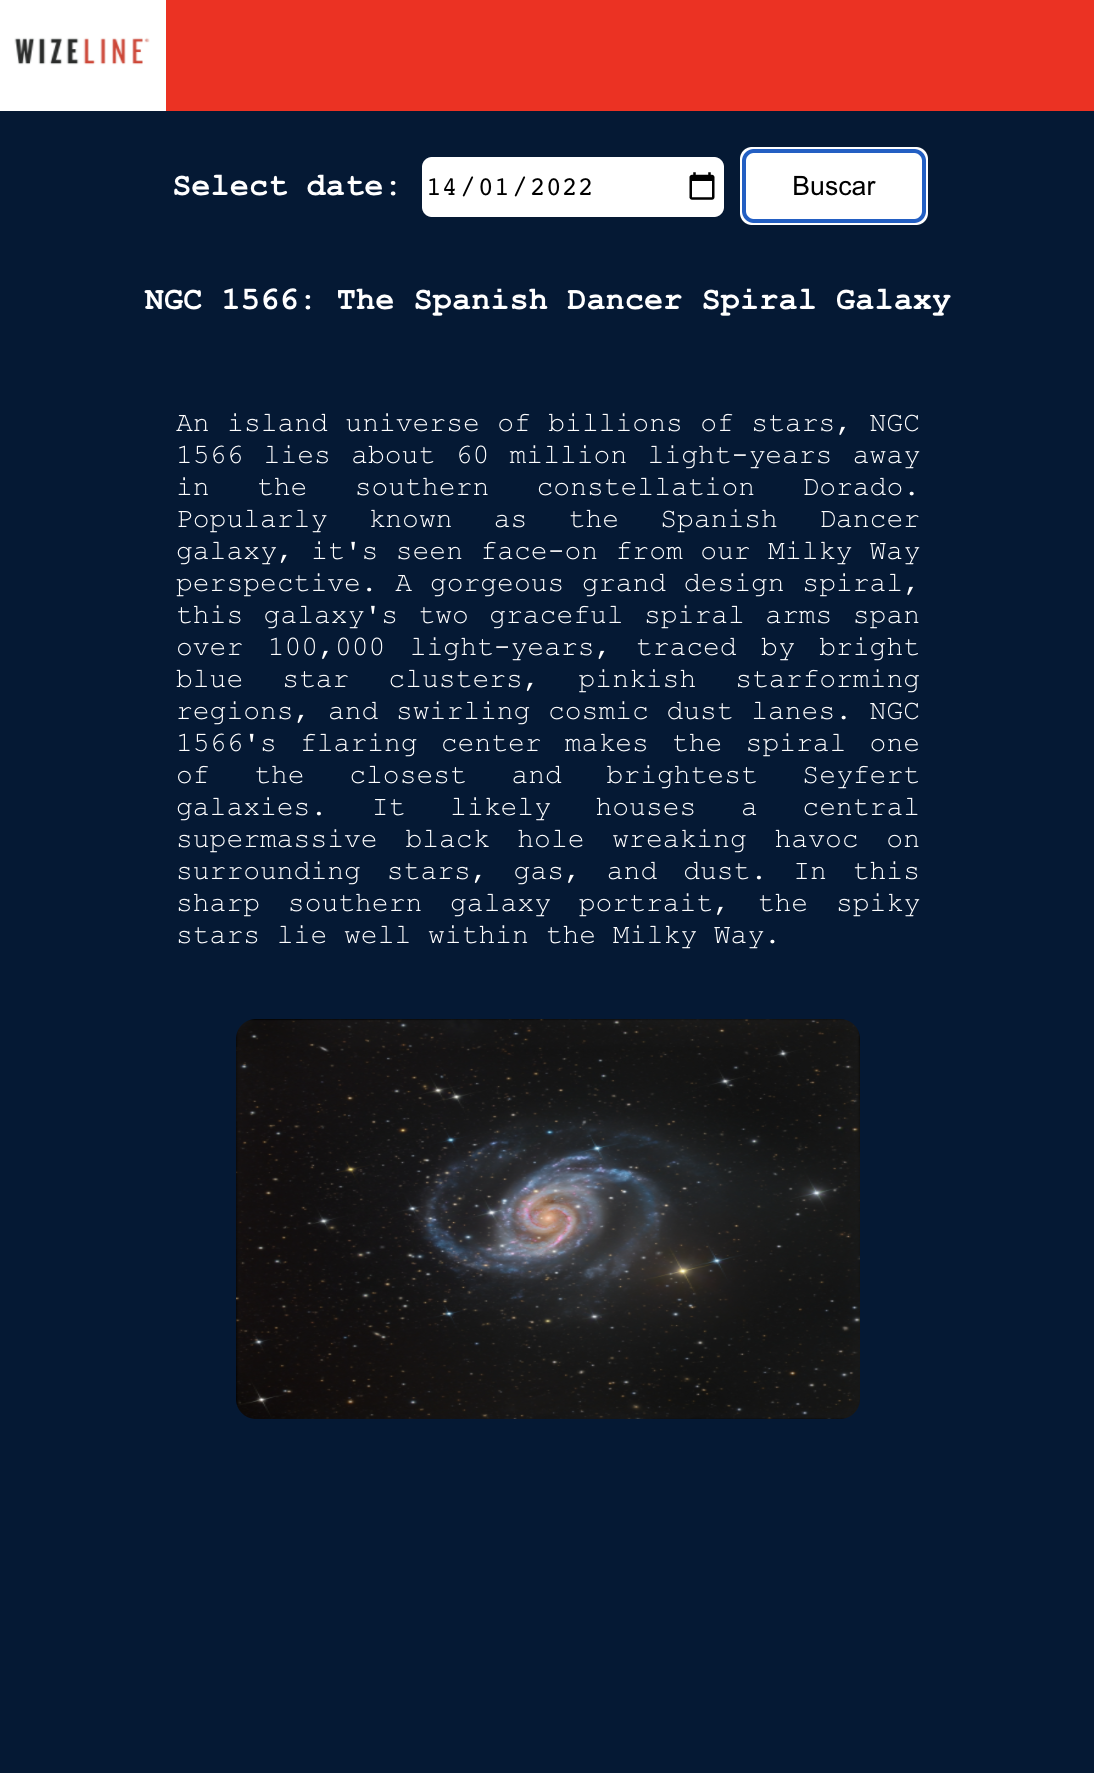 WIZELINE
Select date: 14/01/2022 Buscar
NGC 1566: The Spanish Dancer Spiral Galaxy
An island universe of billions of stars, NGC
1566 lies about 60 million light-years away
in the southern constellation Dorado.
Popularly known as the Spanish Dancer
galaxy, it's seen face-on from our Milky Way
perspective. A gorgeous grand design spiral,
this galaxy's two graceful spiral arms span
over 100,000 light-years, traced by bright
blue star clusters, pinkish starforming
regions, and swirling cosmic dust lanes. NGC
1566's flaring center makes the spiral one
of the closest and brightest Seyfert
galaxies. It likely houses a central
supermassive black hole wreaking havoc on
surrounding stars, gas, and dust. In this
sharp southern galaxy portrait, the spiky
stars lie well within the Milky Way.